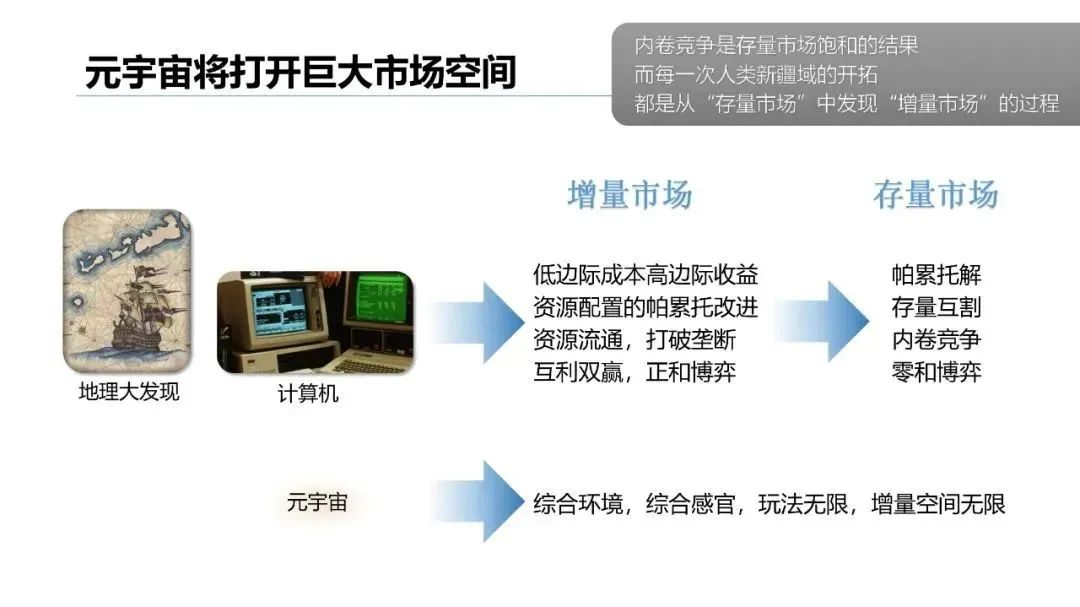 元宇宙将打开巨大市场空间
内卷竞争是存量市场饱和的结果
而每一次人类新疆域的开拓
都是从“存量市场”中发现“增量市场”的过程
增量市场
存量市场
低边际成本高边际收益
资源配置的帕累托改进
资源流通，打破垄断
互利双赢，正和博弈
帕累托解
存量互割
内卷竞争
零和博弈
地理大发现
计算机
元宇宙
综合环境，综合感官，玩法无限，增量空间无限